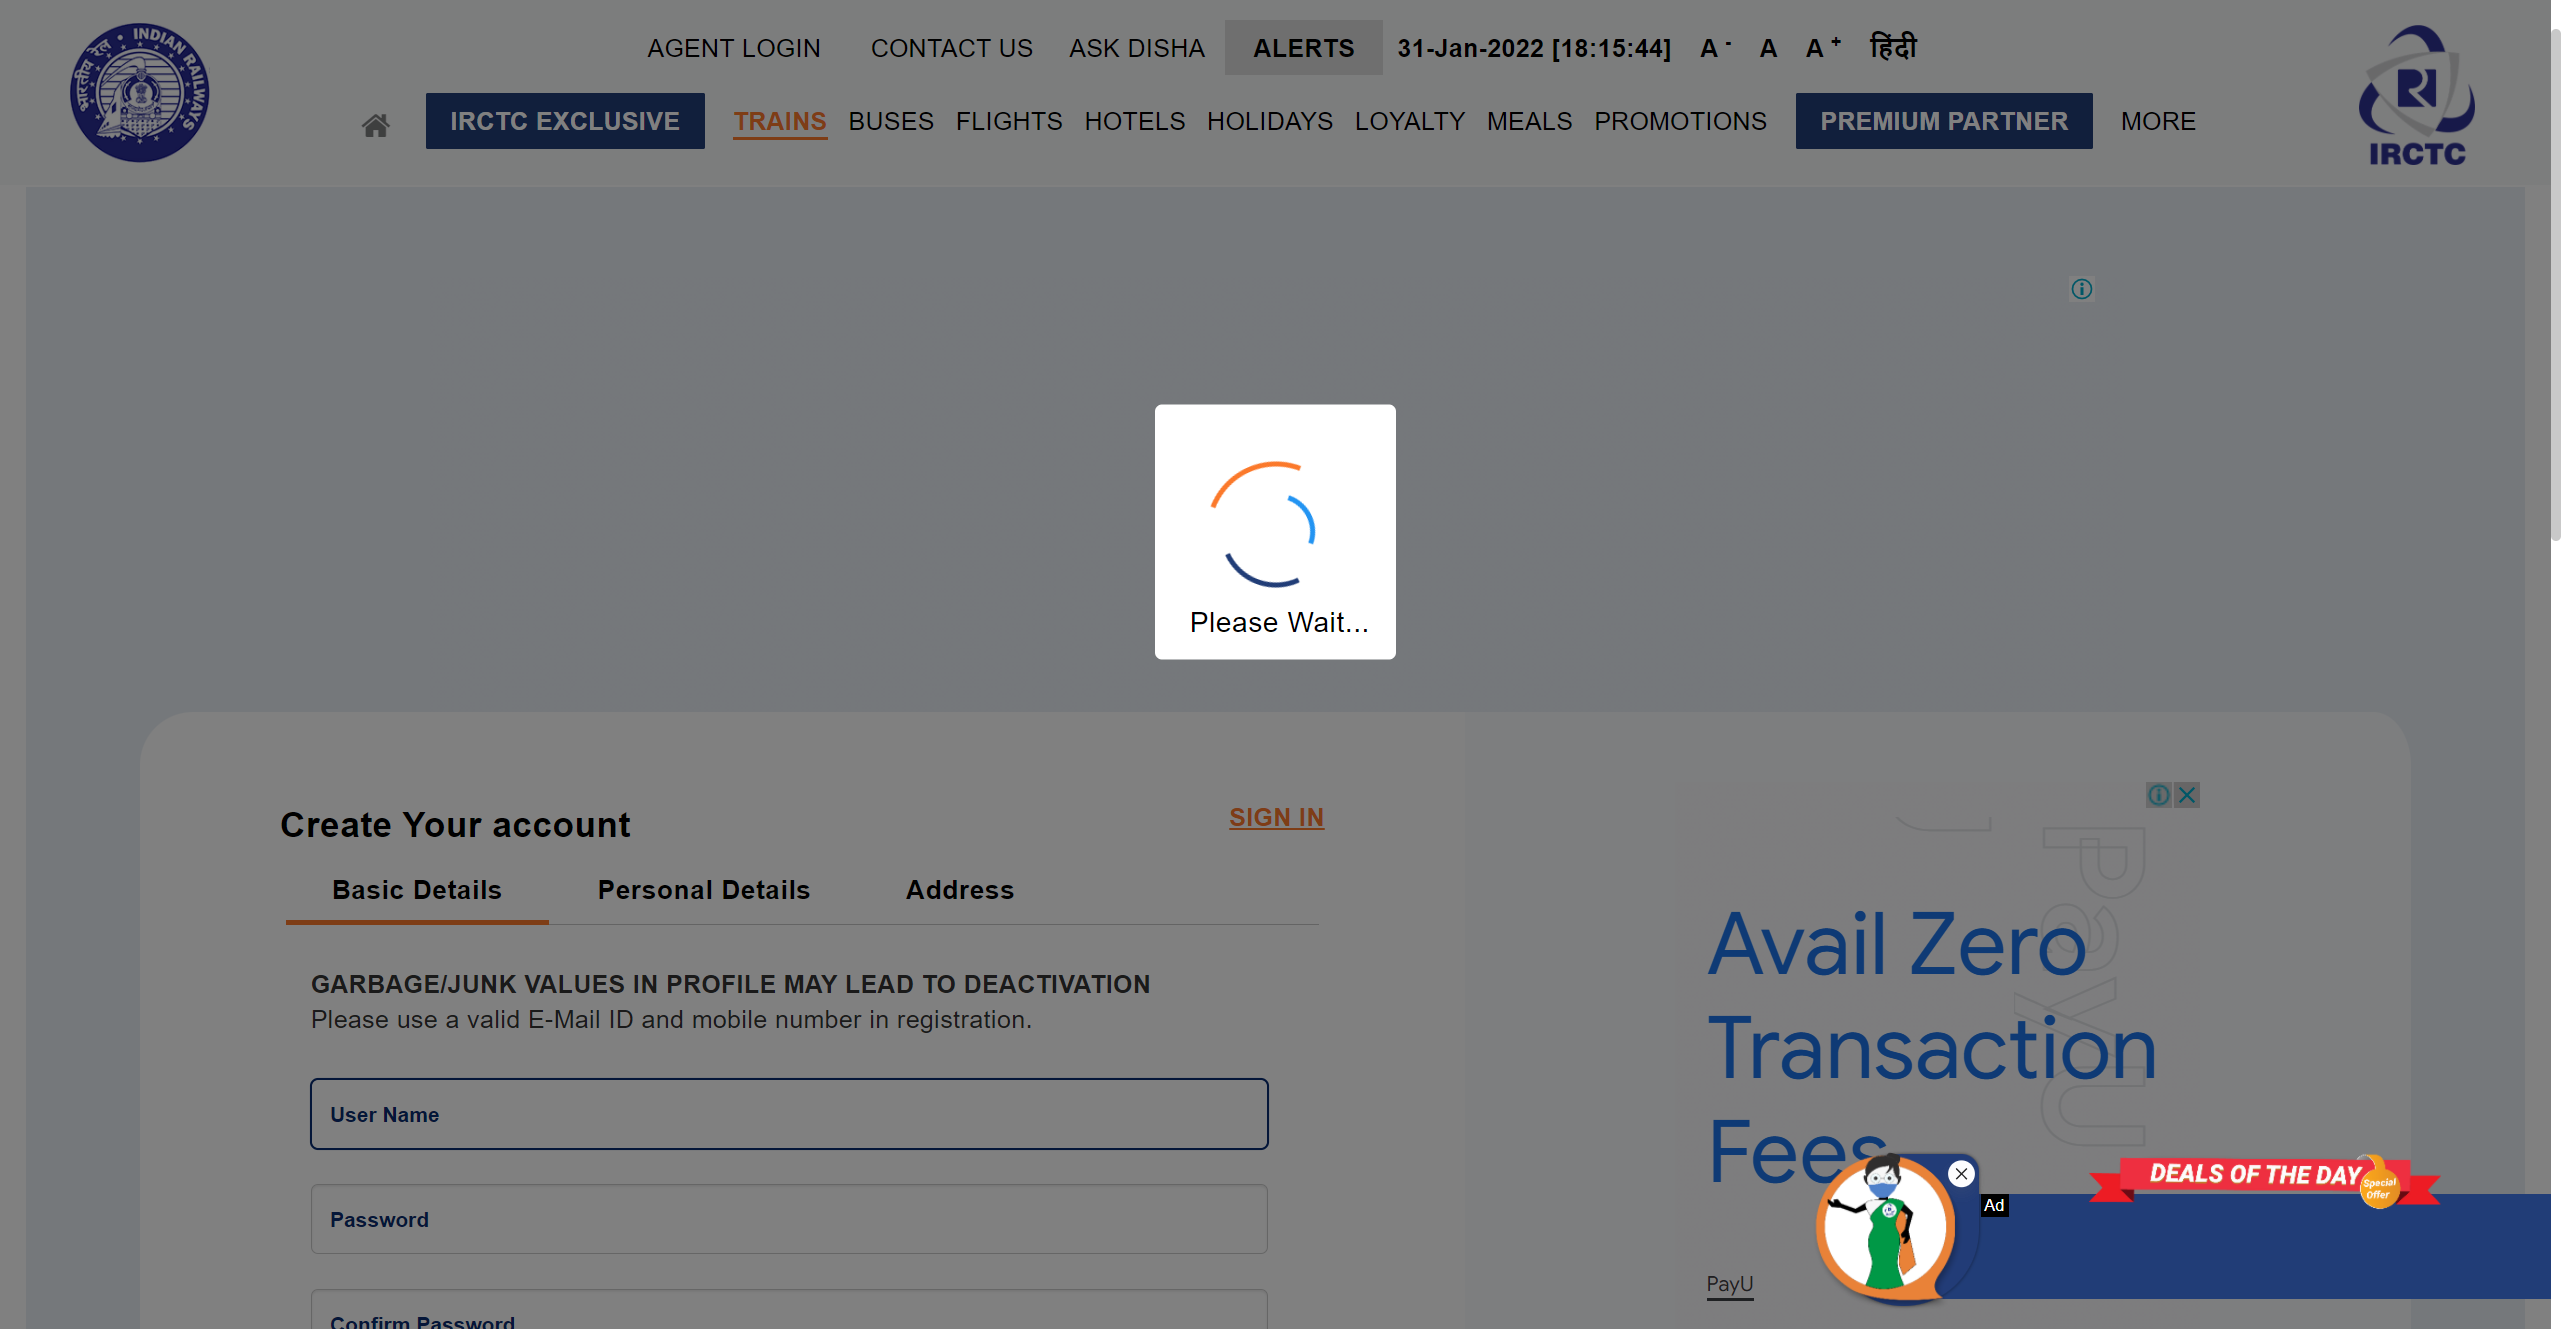 भारतीय रेल • INDIAN RAILWAYS
AGENT LOGIN CONTACT US ASK DISHA ALERTS 31-Jan-2022 [18:15:44] A - A A + हिंदी
IRCTC EXCLUSIVE TRAINS BUSES FLIGHTS HOTELS HOLIDAYS LOYALTY MEALS PROMOTIONS PREMIUM PARTNER MORE
IRCTC
Please Wait...
Create Your account
SIGN IN
Basic Details Personal Details Address
GARBAGE/JUNK VALUES IN PROFILE MAY LEAD TO DEACTIVATION
Please use a valid E-Mail ID and mobile number in registration.
User Name
Password
Confirm Password
PayU
Avail Zero
Transaction
Fees
PayU
Ad
DEALS OF THE DAY
Special
Offer